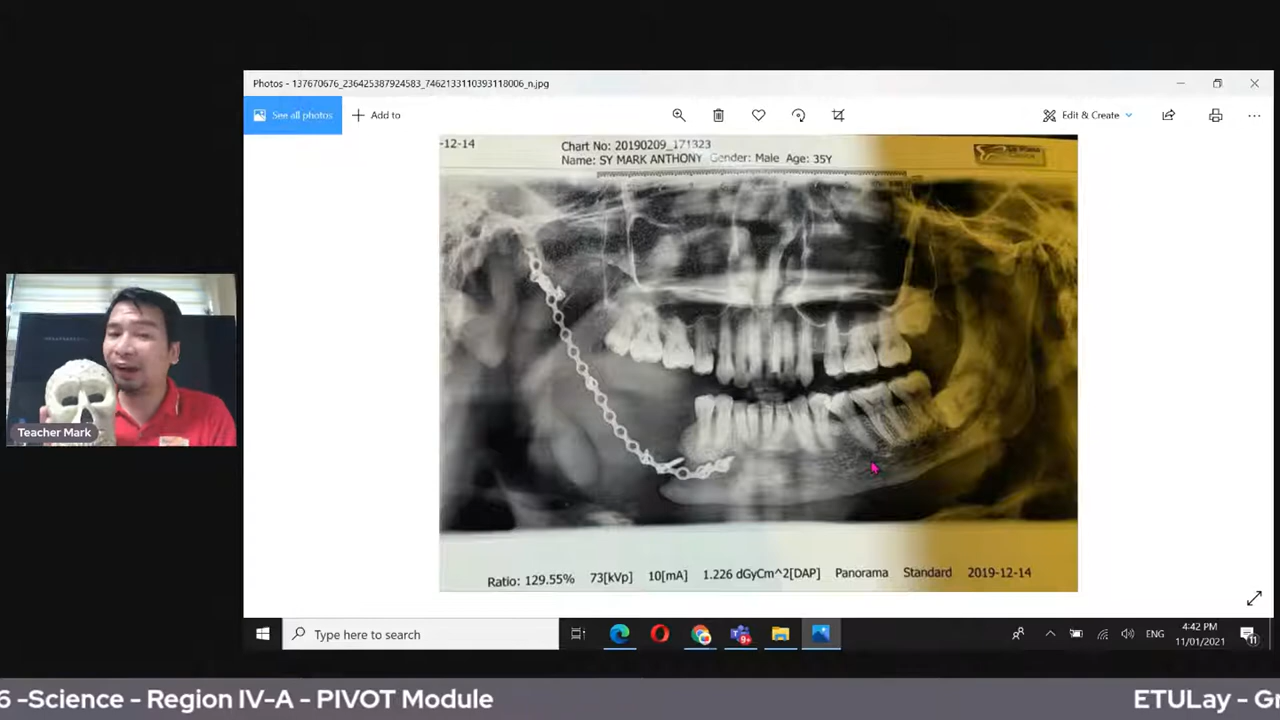 Photos - 137670676_236425387924583_7462133110393118006_n.jpg
See all photos
Add to
Edit & Create
-12-14
Chart No: 20190209_171323
Name: SY MARK ANTHONY Gender: Male Age: 35Y
Teacher Mark
Ratio: 129.55% 73[kVp] 10[mA] 1.226 dGyCm^2[DAP] Panorama Standard 2019-12-14
Type here to search
9+
ENG
4:42 PM
11/01/2021
11
6 -Science - Region IV-A - PIVOT Module
ETULay - Gr